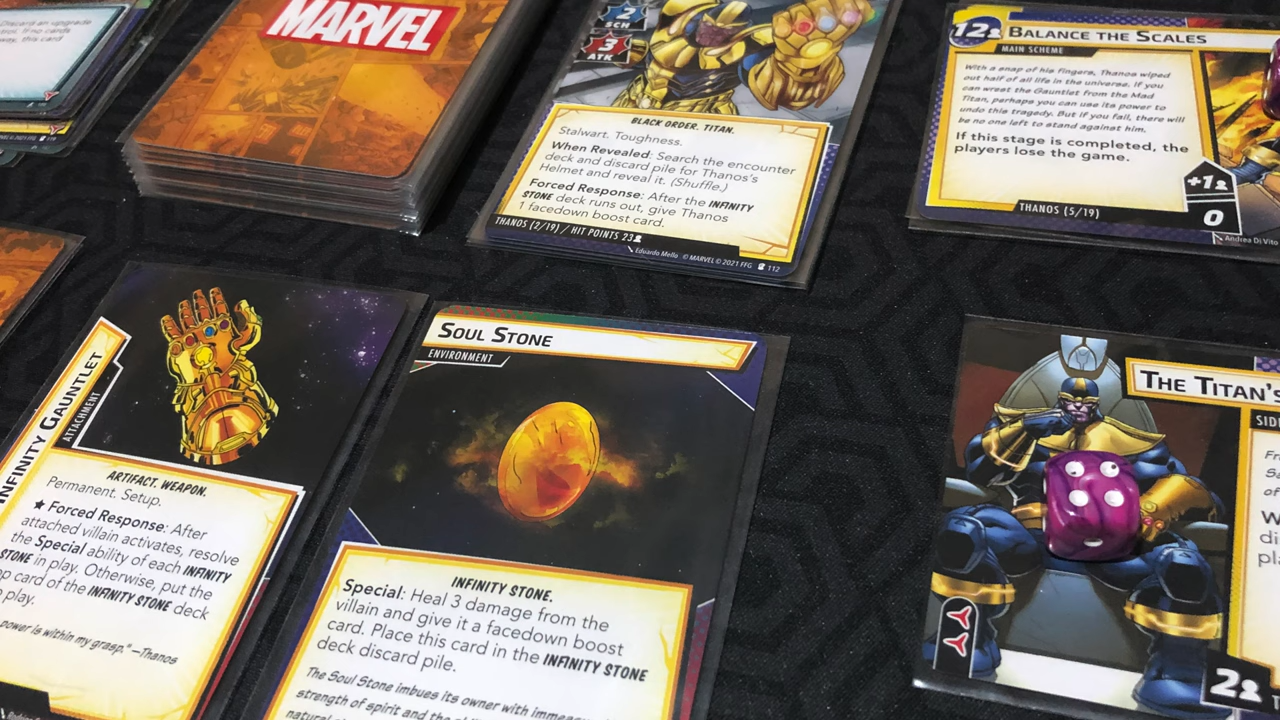 Discard an upgrade
If no cards
this card
MARVEL
2
SCH
3
ATK
BLACK ORDER. TITAN.
Stalwart. Toughness.
When Revealed: Search the encounter
deck and discard pile for Thanos's
Helmet and reveal it. (Shuffle.)
Forced Response: After the INFINITY
STONE deck runs out, give Thanos
1 facedown boost card.
THANOS (2/19) / HIT POINTS 23
Eduardo Mello © MARVEL © 2021 FFG 112
12
BALANCE THE SCALES
MAIN SCHEME
With a snap of his fingers, Thanos wiped
out half of all life in the universe. If you
can wrest the Gauntlet from the Mad
Titan, perhaps you can use its power to
undo this tragedy. But if you fail, there will
be no one left to stand against him.
If this stage is completed, the
players lose the game.
+1
0
THANOS (5/19)
Andrea Di Vito
INFINITY GAUNTLET
ATTACHMENT
ARTIFACT. WEAPON.
Permanent. Setup.
★ Forced Response: After
attached villain activates, resolve
the Special ability of each INFINITY
STONE in play. Otherwise, put the
card of the INFINITY STONE deck
play.
power is within my grasp." —Thanos
SOUL STONE
ENVIRONMENT
INFINITY STONE.
Special: Heal 3 damage from the
villain and give it a facedown boost
card. Place this card in the INFINITY STONE
deck discard pile.
The Soul Stone imbues its owner with
strength of spirit and the
THE TITAN'S
2